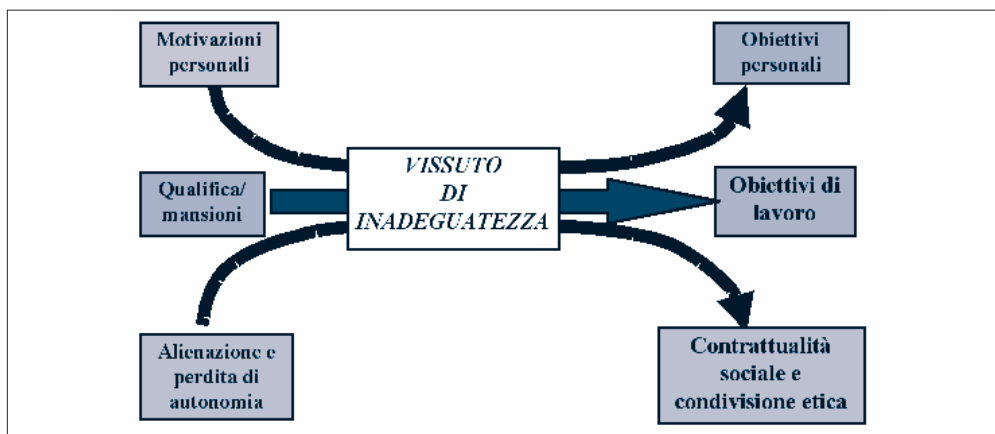 Motivazioni
personali
Obiettivi
personali
VISSUTO
DI
INADEGUATEZZA
Qualifica/
mansioni
Obiettivi di
lavoro
Alienazione e
perdita di
autonomia
Contrattualità
sociale e
condivisione etica